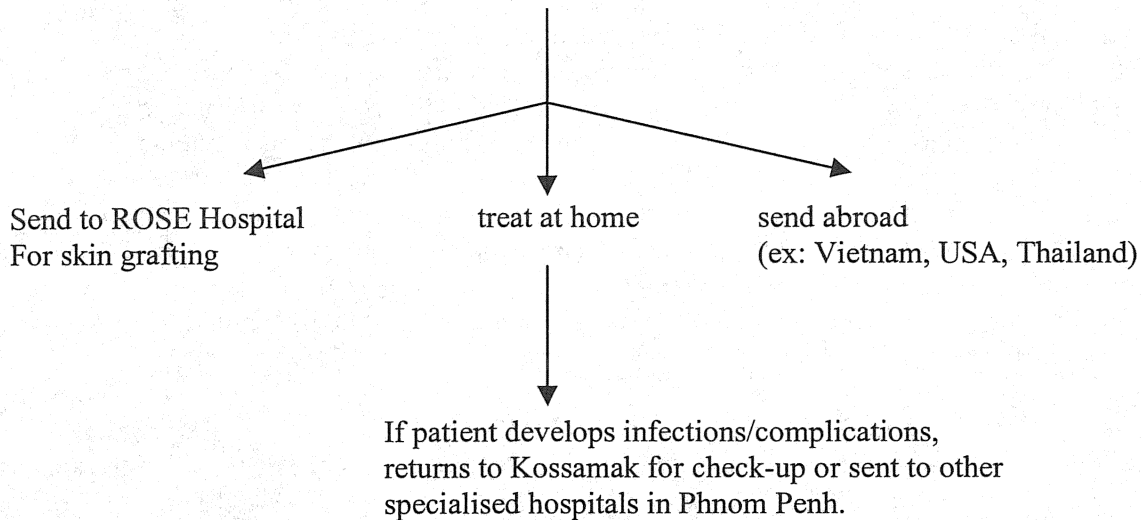 Send to ROSE Hospital
For skin grafting
treat at home
send abroad
(ex: Vietnam, USA, Thailand)
If patient develops infections/complications,
returns to Kossamak for check-up or sent to other
specialised hospitals in Phnom Penh.